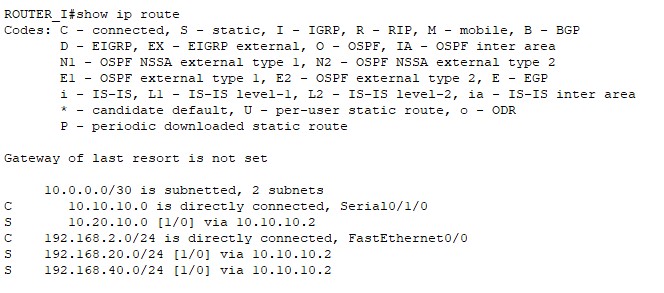 ROUTER_I#show ip route
Codes: C - connected, S - static, I - IGRP, R - RIP, M - mobile, B - BGP
       D - EIGRP, EX - EIGRP external, O - OSPF, IA - OSPF inter area
       N1 - OSPF NSSA external type 1, N2 - OSPF NSSA external type 2
       E1 - OSPF external type 1, E2 - OSPF external type 2, E - EGP
       i - IS-IS, L1 - IS-IS level-1, L2 - IS-IS level-2, ia - IS-IS inter area
       * - candidate default, U - per-user static route, o - ODR
       P - periodic downloaded static route

Gateway of last resort is not set

     10.0.0.0/30 is subnetted, 2 subnets
C       10.10.10.0 is directly connected, Serial0/1/0
S       10.20.10.0 [1/0] via 10.10.10.2
C    192.168.2.0/24 is directly connected, FastEthernet0/0
S    192.168.20.0/24 [1/0] via 10.10.10.2
S    192.168.40.0/24 [1/0] via 10.10.10.2